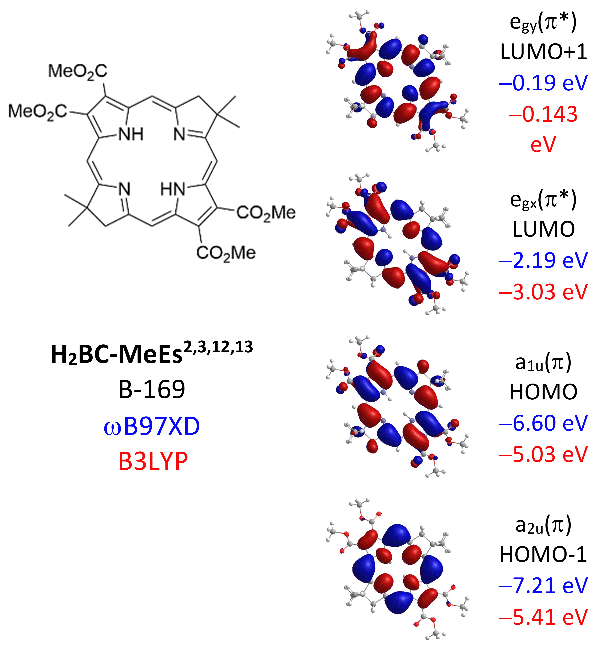 MeO₂C
MeO₂C
NH
N
N
HN
CO₂Me
CO₂Me
H₂BC-MeEs²,³,¹²,¹³
B-169
ωB97XD
B3LYP
e_gy(π*)
LUMO+1
−0.19 eV
−0.143
eV
e_gx(π*)
LUMO
−2.19 eV
−3.03 eV
a₁ᵤ(π)
HOMO
−6.60 eV
−5.03 eV
a₂ᵤ(π)
HOMO-1
−7.21 eV
−5.41 eV